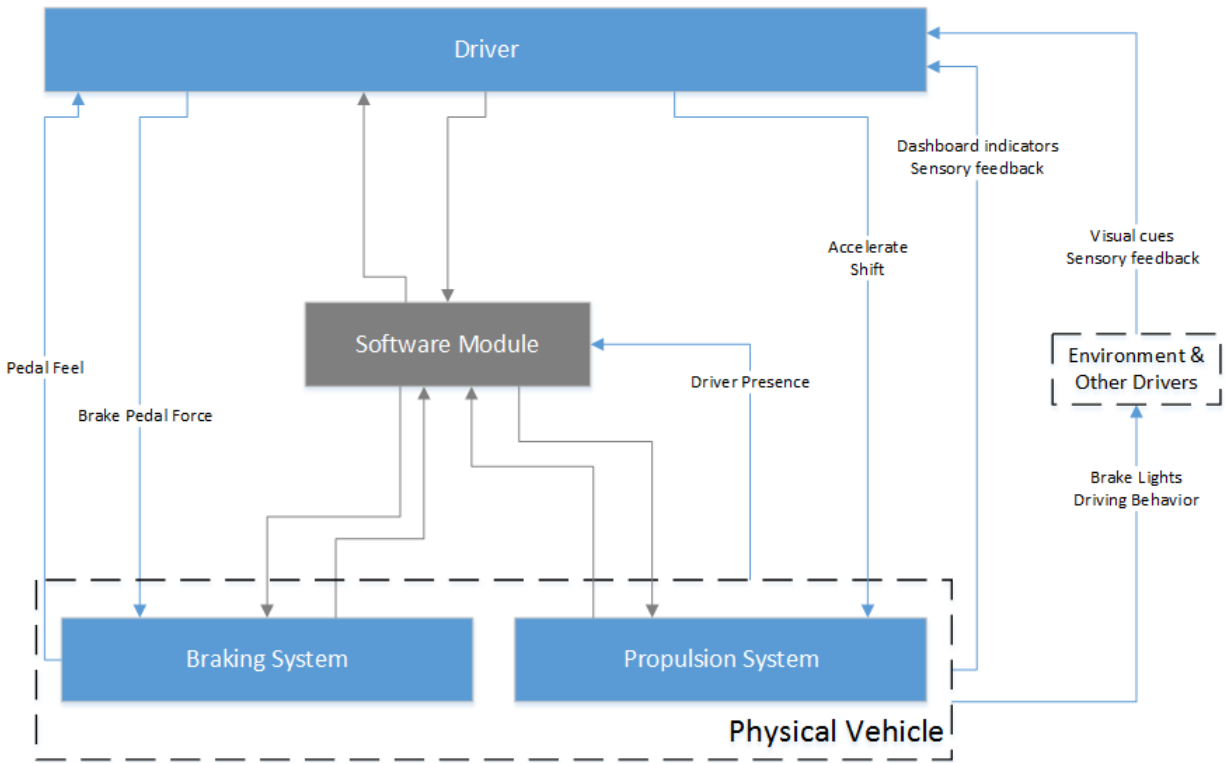 Driver
Dashboard indicators
Sensory feedback
Visual cues
Sensory feedback
Accelerate
Shift
Software Module
Pedal Feel
Driver Presence
Environment &
Other Drivers
Brake Pedal Force
Brake Lights
Driving Behavior
Braking System
Propulsion System
Physical Vehicle